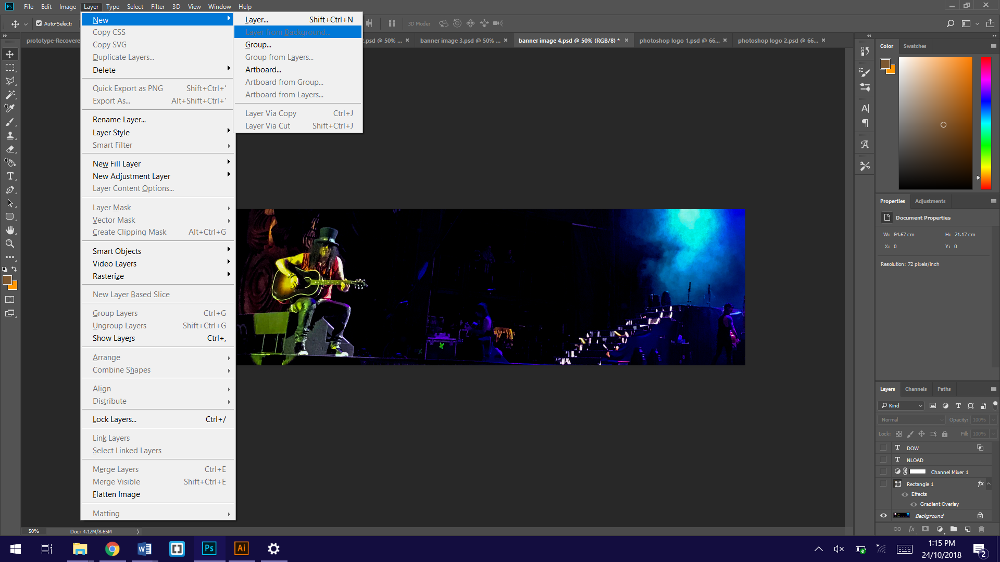 Ps File Edit Image Layer Type Select Filter 3D View Window Help
Auto-Select: 3D Mode:
prototype-Recovere .psd @ 50% ... × banner image 3.psd @ 50% ... × banner image 4.psd @ 50% (RGB/8) * × photoshop logo 1.psd @ 66... × photoshop logo 2.psd @ 66... ×
New
Copy CSS
Copy SVG
Duplicate Layers...
Delete
Quick Export as PNG Shift+Ctrl+'
Export As... Alt+Shift+Ctrl+'
Rename Layer...
Layer Style
Smart Filter
New Fill Layer
New Adjustment Layer
Layer Content Options...
Layer Mask
Vector Mask
Create Clipping Mask Alt+Ctrl+G
Smart Objects
Video Layers
Rasterize
New Layer Based Slice
Group Layers Ctrl+G
Ungroup Layers Shift+Ctrl+G
Show Layers Ctrl+,
Arrange
Combine Shapes
Align
Distribute
Lock Layers... Ctrl+/
Link Layers
Select Linked Layers
Merge Layers Ctrl+E
Merge Visible Shift+Ctrl+E
Flatten Image
Matting
Layer... Shift+Ctrl+N
Layer from Background...
Group...
Group from Layers...
Artboard...
Artboard from Group...
Artboard from Layers...
Layer Via Copy Ctrl+J
Layer Via Cut Shift+Ctrl+J
Color Swatches
Properties Adjustments
Document Properties
W: 84.67 cm H: 21.17 cm
X: 0 Y: 0
Resolution: 72 pixels/inch
Layers Channels Paths
Kind
Normal Opacity: 100%
Lock: Fill: 100%
T DOW
T NLOAD
Channel Mixer 1
Rectangle 1 fx
Effects
Gradient Overlay
Background
fx
50% Doc: 4.12M/8.65M
Ps Ai
1:15 PM
24/10/2018
2